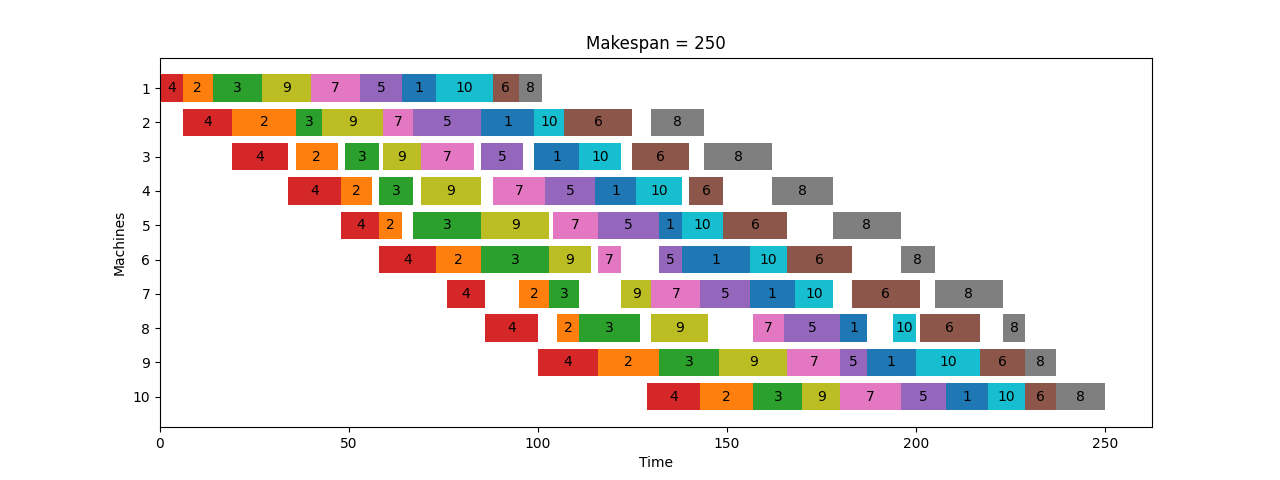 Makespan = 250
1 4 2 3 9 7 5 1 10 6 8
2 4 2 3 9 7 5 1 10 6 8
3 4 2 3 9 7 5 1 10 6 8
4 4 2 3 9 7 5 1 10 6 8
5 4 2 3 9 7 5 1 10 6 8
6 4 2 3 9 7 5 1 10 6 8
7 4 2 3 9 7 5 1 10 6 8
8 4 2 3 9 7 5 1 10 6 8
9 4 2 3 9 7 5 1 10 6 8
10 4 2 3 9 7 5 1 10 6 8
Machines
0 50 100 150 200 250
Time